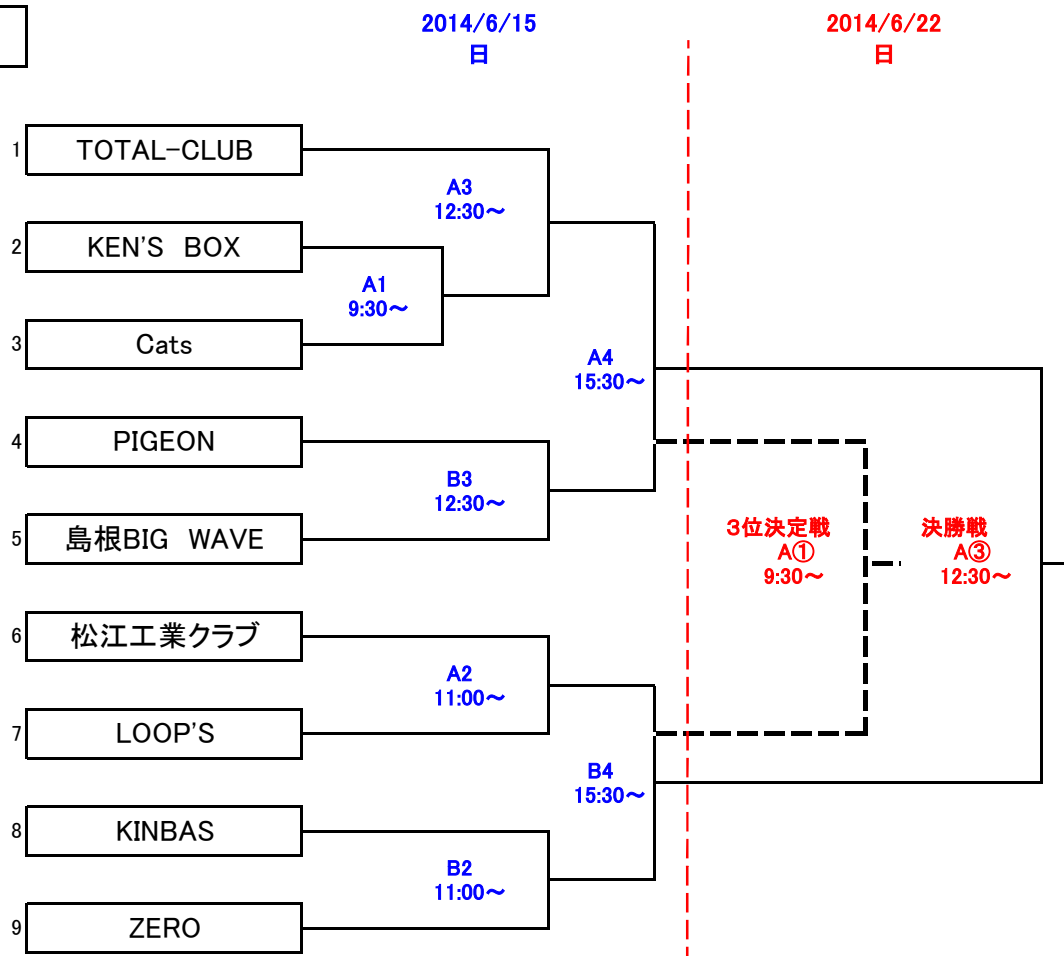 2014/6/15
日
2014/6/22
日
1 TOTAL-CLUB
A3
12:30～
2 KEN'S BOX
A1
9:30～
3 Cats
A4
15:30～
4 PIGEON
B3
12:30～
5 島根BIG WAVE
3位決定戦
A①
9:30～
決勝戦
A③
12:30～
6 松江工業クラブ
A2
11:00～
7 LOOP'S
B4
15:30～
8 KINBAS
B2
11:00～
9 ZERO